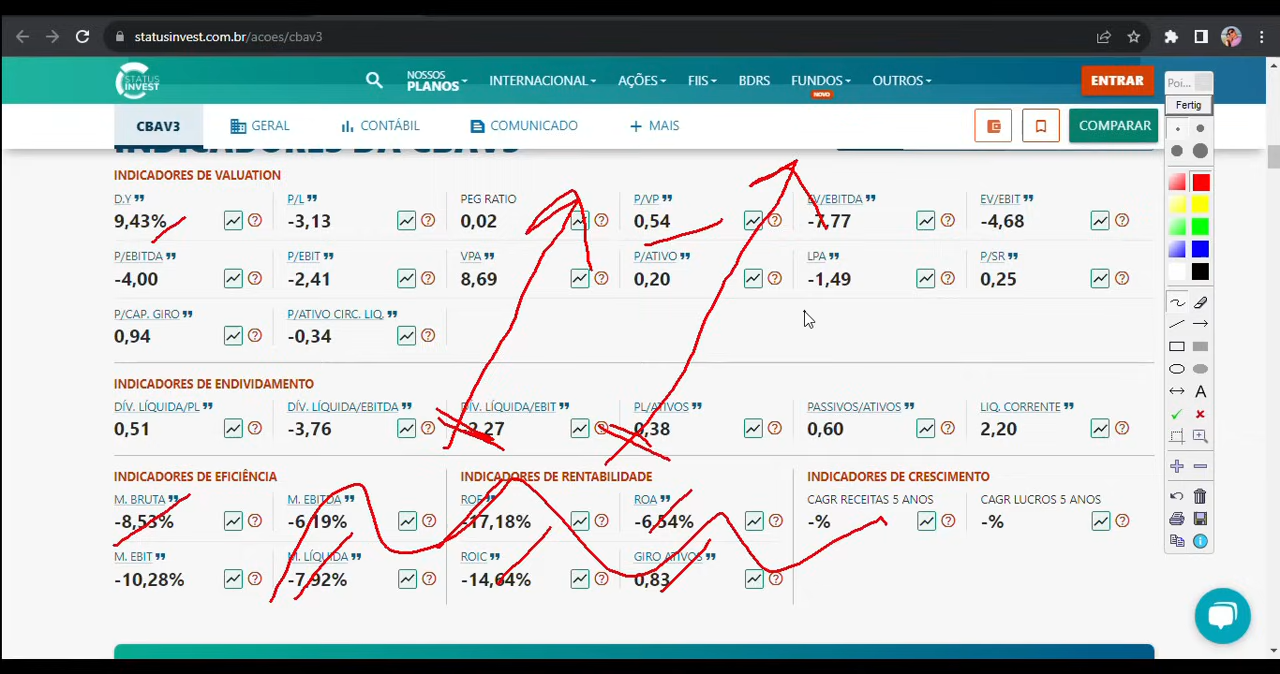 statusinvest.com.br/acoes/cbav3
STATUS
INVEST
NOSSOS
PLANOS
INTERNACIONAL
AÇÕES
FIIS
BDRS
FUNDOS
NOVO
OUTROS
ENTRAR
Poi...
Fertig
CBAV3
GERAL
CONTÁBIL
COMUNICADO
+ MAIS
COMPARAR
INDICADORES DA CBAV3
INDICADORES DE VALUATION
D.Y
P/L
PEG RATIO
P/VP
EV/EBITDA
EV/EBIT
9,43%
-3,13
0,02
0,54
-7,77
-4,68
P/EBITDA
P/EBIT
VPA
P/ATIVO
LPA
P/SR
-4,00
-2,41
8,69
0,20
-1,49
0,25
P/CAP. GIRO
P/ATIVO CIRC. LIQ.
0,94
-0,34
INDICADORES DE ENDIVIDAMENTO
DÍV. LÍQUIDA/PL
DÍV. LÍQUIDA/EBITDA
DÍV. LÍQUIDA/EBIT
PL/ATIVOS
PASSIVOS/ATIVOS
LIQ. CORRENTE
0,51
-3,76
-2,27
0,38
0,60
2,20
INDICADORES DE EFICIÊNCIA
INDICADORES DE RENTABILIDADE
INDICADORES DE CRESCIMENTO
M. BRUTA
M. EBITDA
ROE
ROA
CAGR RECEITAS 5 ANOS
CAGR LUCROS 5 ANOS
-8,53%
-6,19%
-17,18%
-6,54%
-%
-%
M. EBIT
M. LÍQUIDA
ROIC
GIRO ATIVOS
-10,28%
-7,92%
-14,64%
0,83